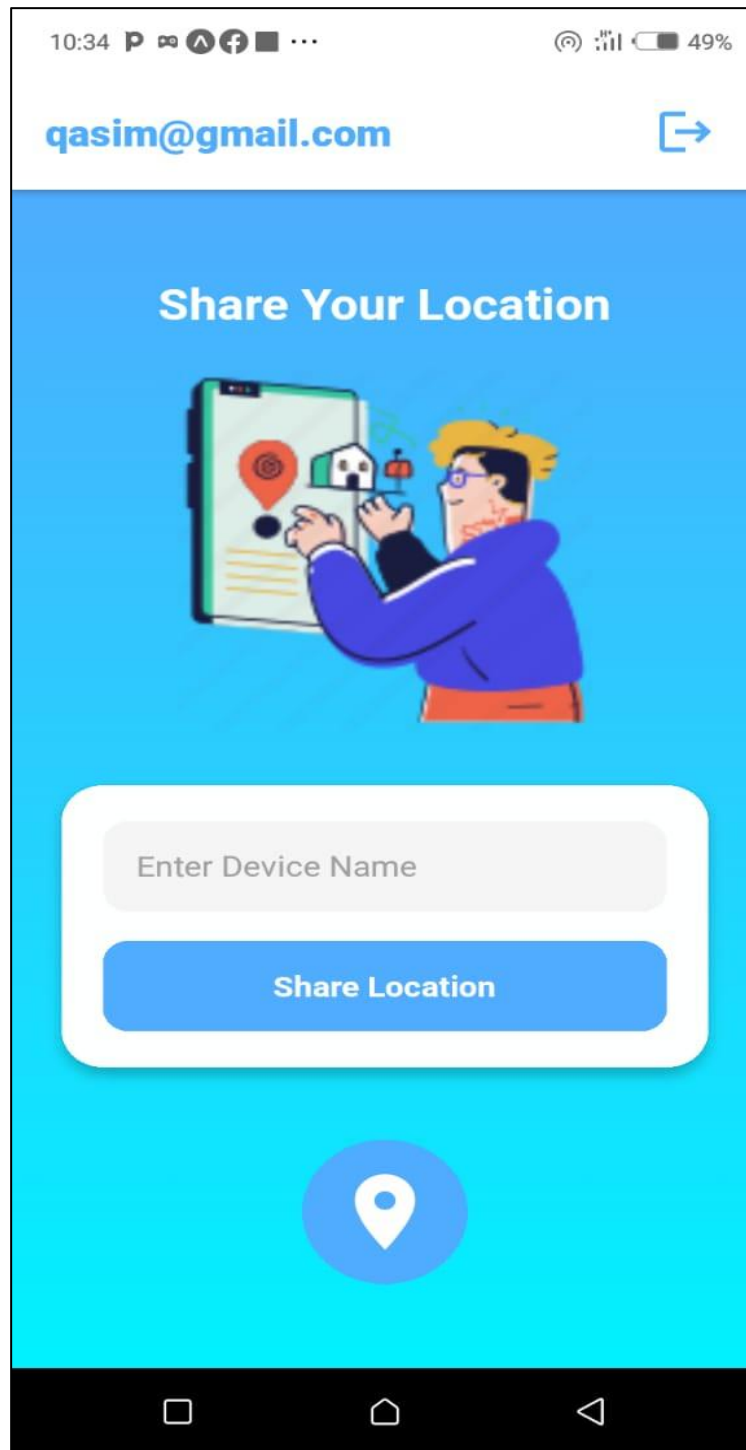 10:34
49%
qasim@gmail.com
Share Your Location
Enter Device Name
Share Location